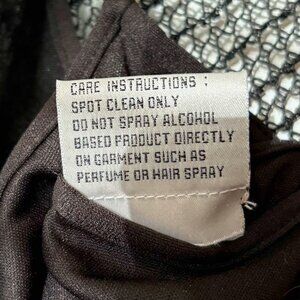 CARE INSTRUCTIONS :
SPOT CLEAN ONLY
DO NOT SPRAY ALCOHOL
BASED PRODUCT DIRECTLY
ON GARMENT SUCH AS
PERFUME OR HAIR SPRAY